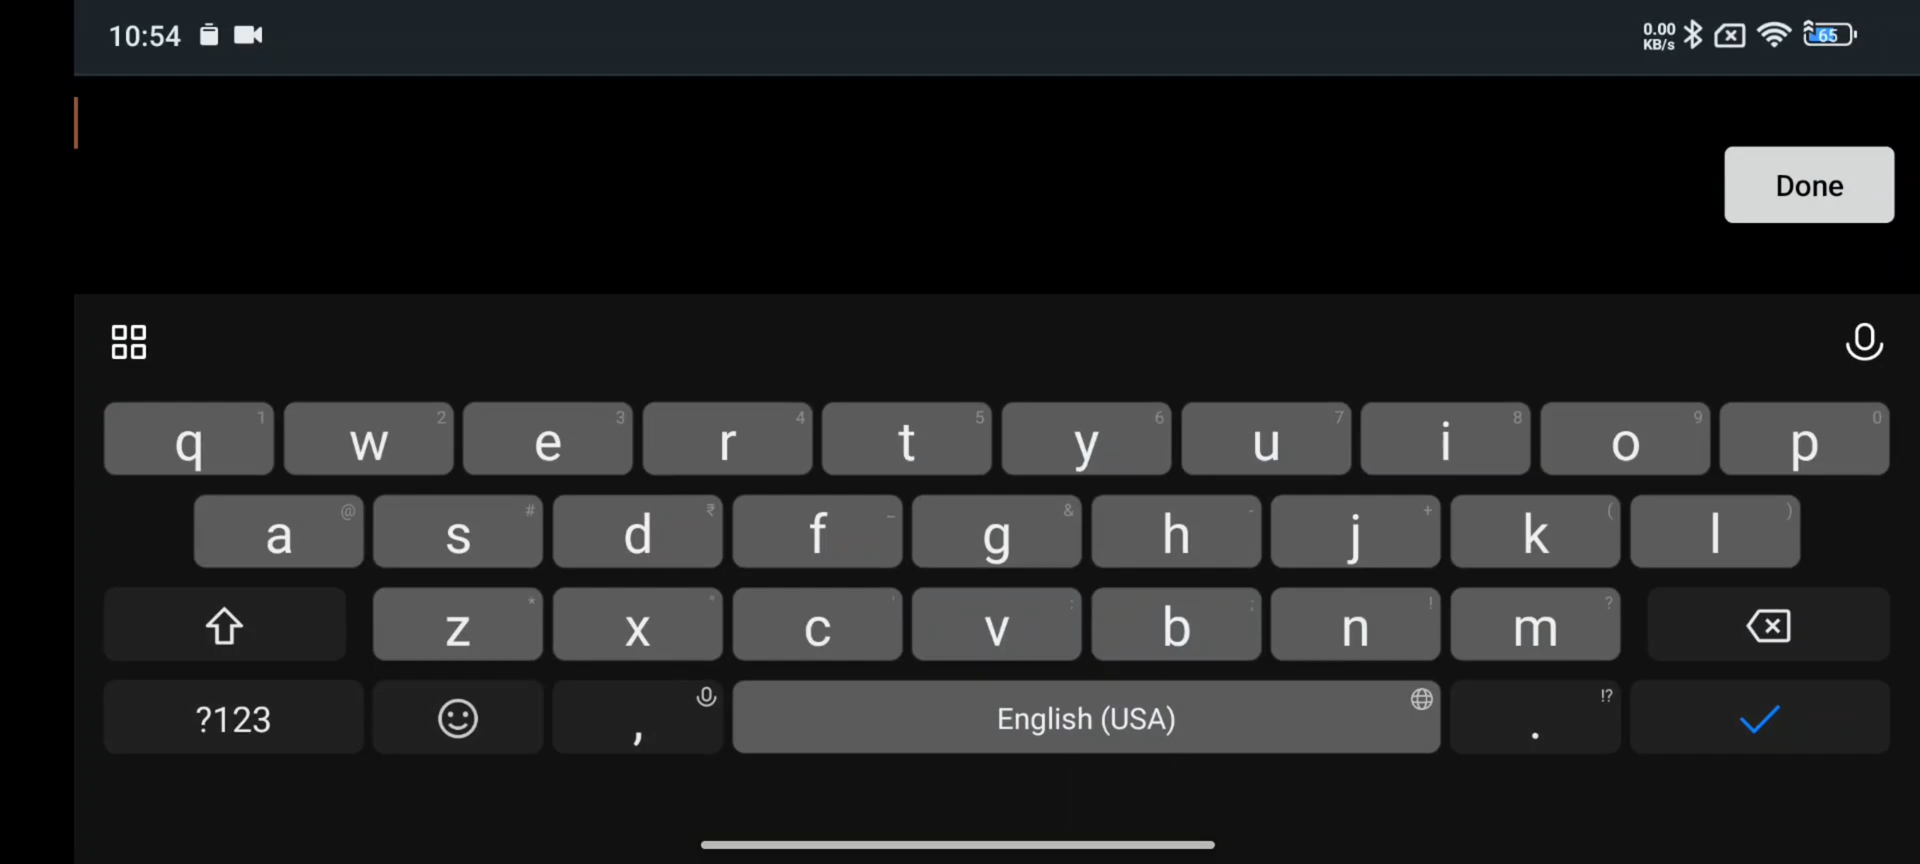 10:54 0.00 KB/s 65
Done
q 1 w 2 e 3 r 4 t 5 y 6 u 7 i 8 o 9 p 0
a @ s # d ₹ f _ g & h - j + k ( l )
z * x " c ' v : b ; n ! m ?
?123 , English (USA) . !?